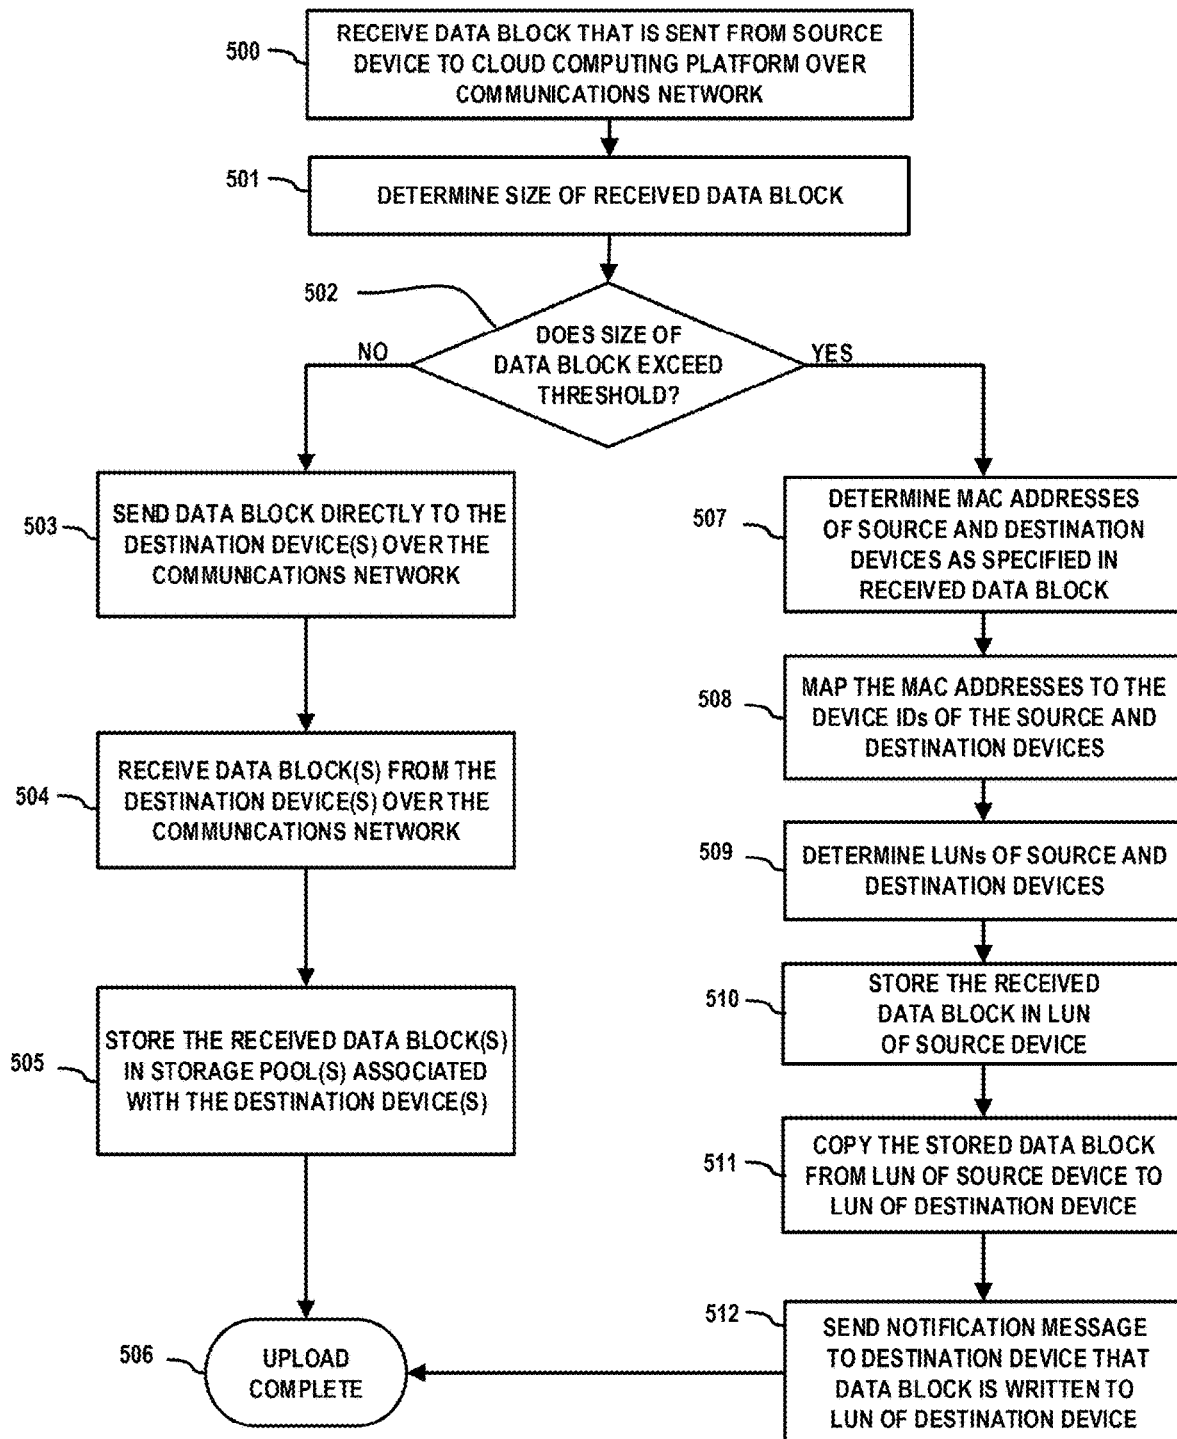 500
RECEIVE DATA BLOCK THAT IS SENT FROM SOURCE
DEVICE TO CLOUD COMPUTING PLATFORM OVER
COMMUNICATIONS NETWORK
501
DETERMINE SIZE OF RECEIVED DATA BLOCK
502
DOES SIZE OF
DATA BLOCK EXCEED
THRESHOLD?
NO
YES
503
SEND DATA BLOCK DIRECTLY TO THE
DESTINATION DEVICE(S) OVER THE
COMMUNICATIONS NETWORK
504
RECEIVE DATA BLOCK(S) FROM THE
DESTINATION DEVICE(S) OVER THE
COMMUNICATIONS NETWORK
505
STORE THE RECEIVED DATA BLOCK(S)
IN STORAGE POOL(S) ASSOCIATED
WITH THE DESTINATION DEVICE(S)
506
UPLOAD
COMPLETE
507
DETERMINE MAC ADDRESSES
OF SOURCE AND DESTINATION
DEVICES AS SPECIFIED IN
RECEIVED DATA BLOCK
508
MAP THE MAC ADDRESSES TO THE
DEVICE IDs OF THE SOURCE AND
DESTINATION DEVICES
509
DETERMINE LUNs OF SOURCE AND
DESTINATION DEVICES
510
STORE THE RECEIVED
DATA BLOCK IN LUN
OF SOURCE DEVICE
511
COPY THE STORED DATA BLOCK
FROM LUN OF SOURCE DEVICE TO
LUN OF DESTINATION DEVICE
512
SEND NOTIFICATION MESSAGE
TO DESTINATION DEVICE THAT
DATA BLOCK IS WRITTEN TO
LUN OF DESTINATION DEVICE